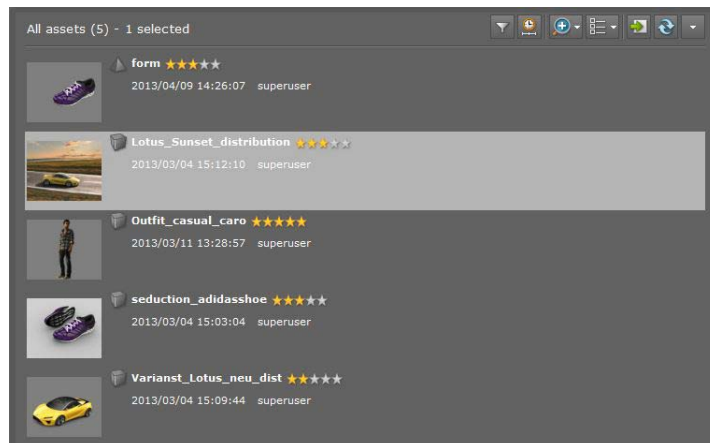 All assets (5) - 1 selected
form
2013/04/09 14:26:07 superuser
Lotus_Sunset_distribution
2013/03/04 15:12:10 superuser
Outfit_casual_caro
2013/03/11 13:28:57 superuser
seduction_adidasshoe
2013/03/04 15:03:04 superuser
Varianst_Lotus_neu_dist
2013/03/04 15:09:44 superuser